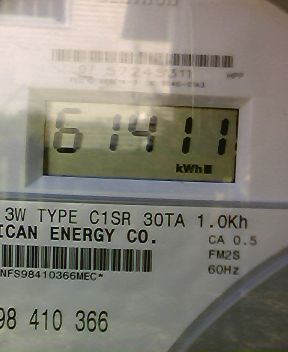 HPP
61411
kWh
3W TYPE C1SR 30TA 1.0Kh
ICAN ENERGY CO.
CA 0.5
FM2S
60Hz
NFS98410366MEC*
98 410 366